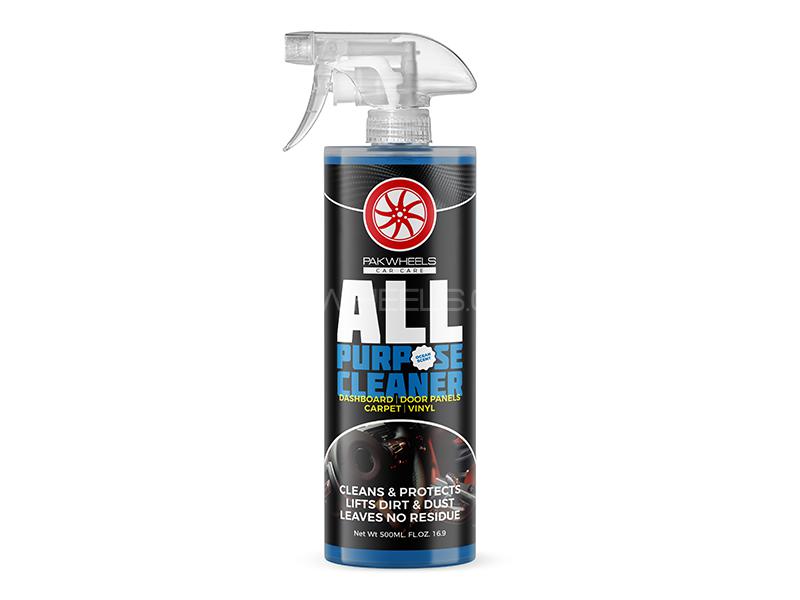 PAKWHEELS
CAR CARE
ALL
PURPOSE
OCEAN
SCENT
CLEANER
DASHBOARD | DOOR PANELS
CARPET | VINYL
CLEANS & PROTECTS
LIFTS DIRT & DUST
LEAVES NO RESIDUE
Net Wt 500ML. FL.OZ. 16.9